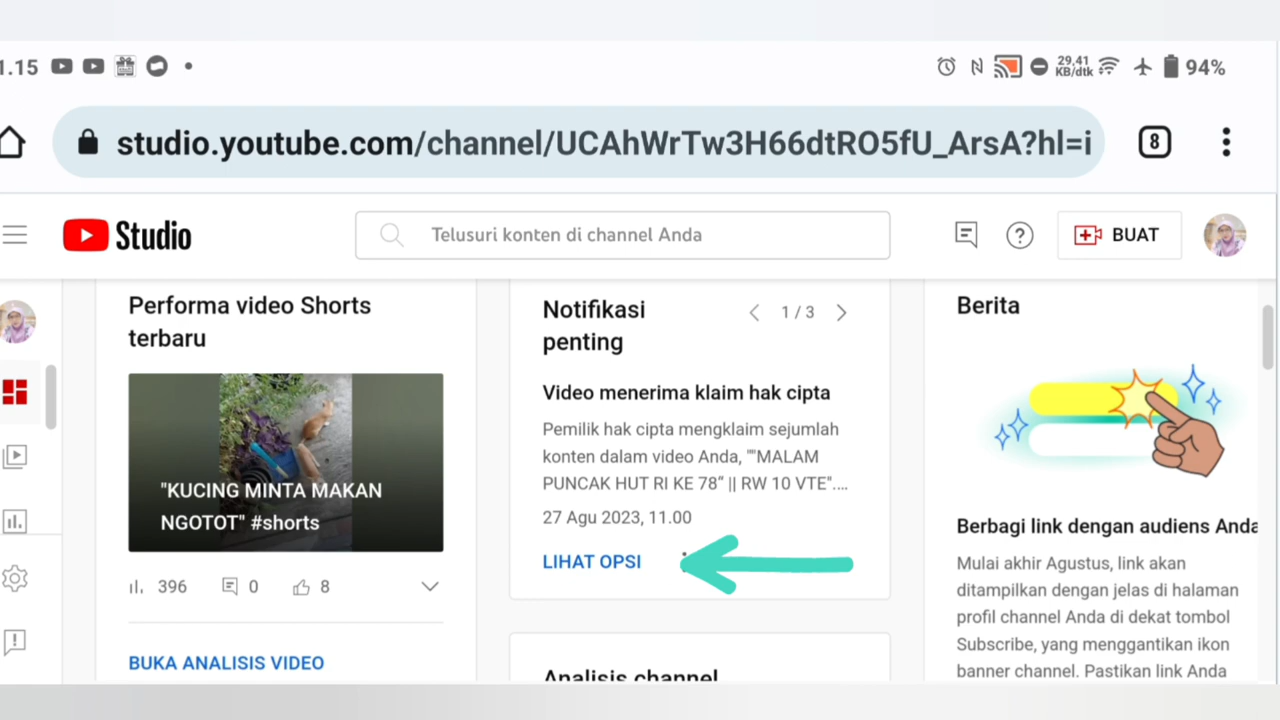 1.15
29,41
KB/dtk
94%
studio.youtube.com/channel/UCAhWrTw3H66dtRO5fU_ArsA?hl=i
8
Studio
Telusuri konten di channel Anda
?
BUAT
Performa video Shorts
terbaru
"KUCING MINTA MAKAN
NGOTOT" #shorts
396
0
8
BUKA ANALISIS VIDEO
Notifikasi
penting
1 / 3
Video menerima klaim hak cipta
Pemilik hak cipta mengklaim sejumlah
konten dalam video Anda, ""MALAM
PUNCAK HUT RI KE 78" || RW 10 VTE"....
27 Agu 2023, 11.00
LIHAT OPSI
Analisis channel
Berita
Berbagi link dengan audiens Anda
Mulai akhir Agustus, link akan
ditampilkan dengan jelas di halaman
profil channel Anda di dekat tombol
Subscribe, yang menggantikan ikon
banner channel. Pastikan link Anda